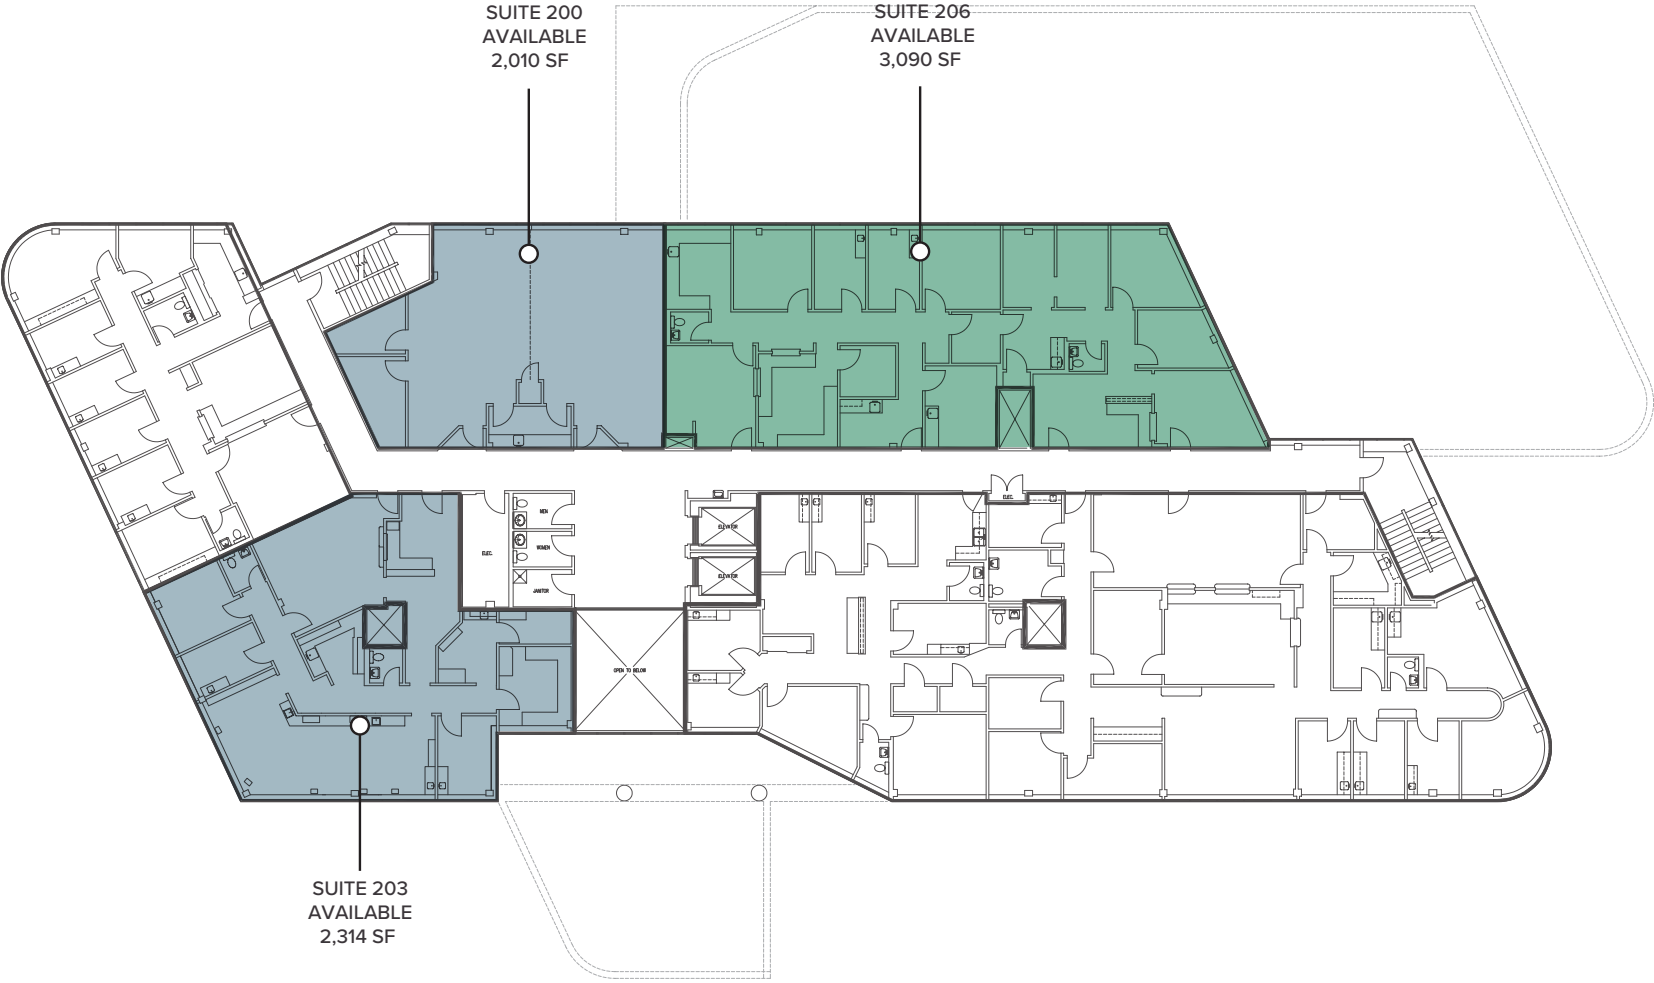 SUITE 200
AVAILABLE
2,010 SF
SUITE 206
AVAILABLE
3,090 SF
ELEC.
MEN
ELEVATOR
ELEC.
WOMEN
ELEVATOR
JANITOR
OPEN TO BELOW
SUITE 203
AVAILABLE
2,314 SF